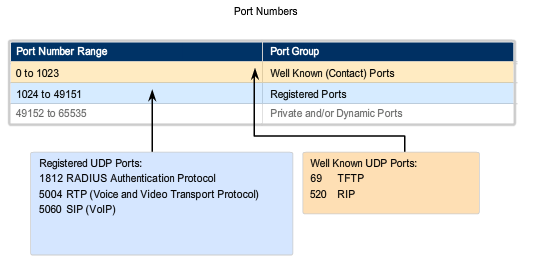 Port Numbers
Port Number Range Port Group
0 to 1023 Well Known (Contact) Ports
1024 to 49151 Registered Ports
49152 to 65535 Private and/or Dynamic Ports
Registered UDP Ports:
1812 RADIUS Authentication Protocol
5004 RTP (Voice and Video Transport Protocol)
5060 SIP (VoIP)
Well Known UDP Ports:
69 TFTP
520 RIP